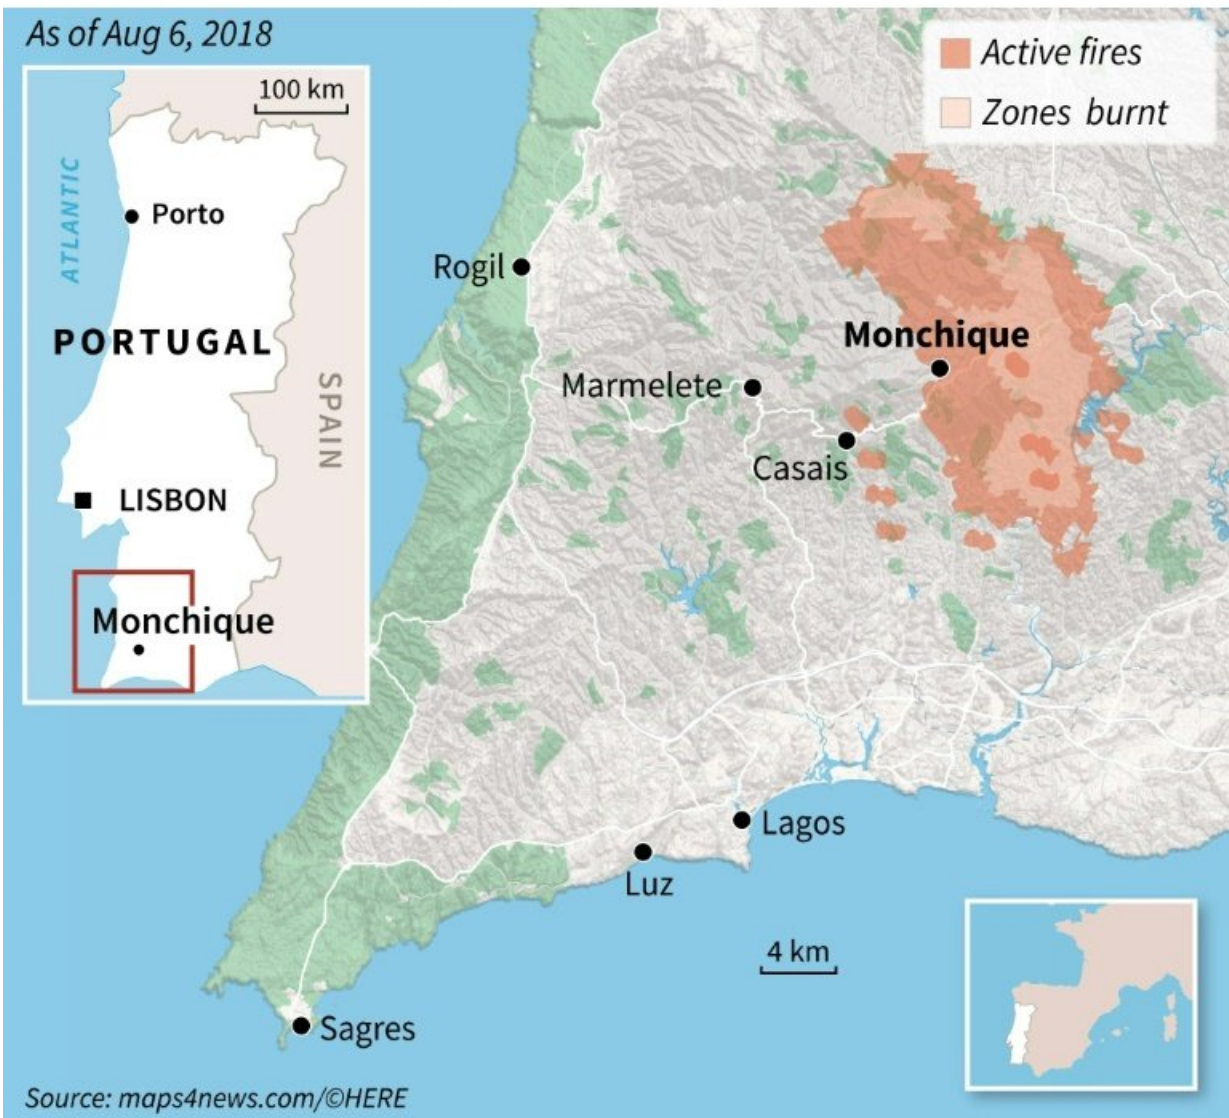 As of Aug 6, 2018
100 km
ATLANTIC
Porto
PORTUGAL
SPAIN
LISBON
Monchique
Active fires
Zones burnt
Rogil
Monchique
Marmelete
Casais
Lagos
Luz
4 km
Sagres
Source: maps4news.com/©HERE